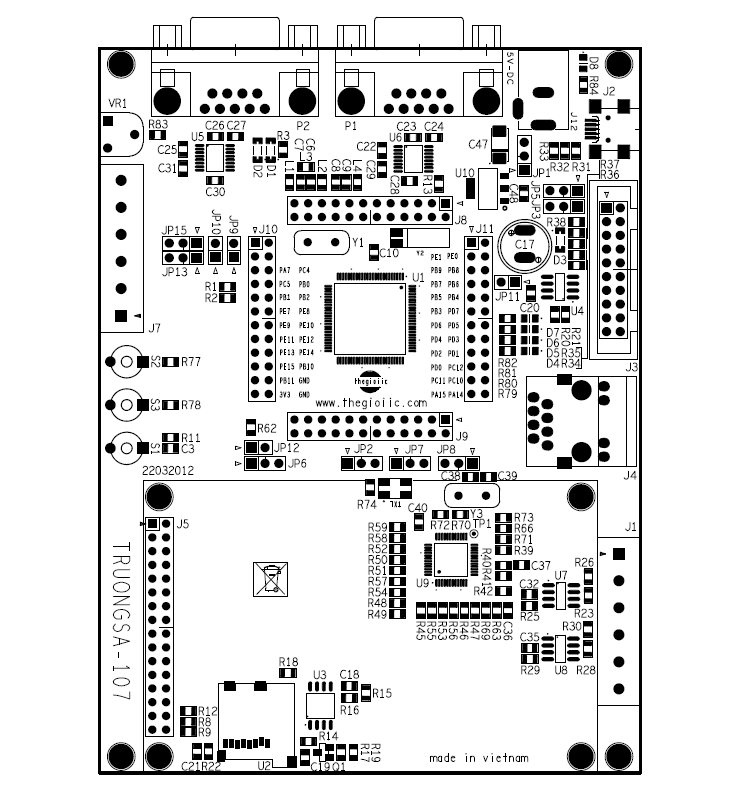 5V-DC
D8
R84
J2
VR1
R83
C26 C27
P2
P1
C23 C24
C47
J12
U5
C25
C31
C30
R3
D2
D1
C7
C6
L3
L1
L2
C8
C9
L4
C22
C29
U6
C28
R13
U10
C48
JP1
R33
R32
R31
R37
R36
JP5
JP3
J8
R38
D3
C17
JP15
JP13
JP10
JP9
J10
Y1
C10
Y2
J11
PE1 PE0
PA7 PC4
PB9 PB8
PC5 PB0
PB7 PB6
PB1 PB2
PB5 PB4
PE7 PE8
PB3 PD7
PE9 PE10
PD6 PD5
PE11 PE12
PD4 PD3
PE13 PE14
PD2 PD1
PE15 PB10
PD0 PC12
PB11 GND
PC11 PC10
3V3 GND
PA15 PA14
U1
JP11
U4
C20
R1
R2
J7
D7
D6
D5
D4
R20
R21
R35
R34
R82
R81
R80
R79
J3
S2
R77
thegioiic
www.thegioiic.com
S3
R78
R62
J9
R11
C3
S1
JP12
JP6
JP2
JP7
JP8
22032012
C38
C39
J4
R74
TXL
C40
Y3
R72 R70
TP1
J5
R59
R58
R52
R50
R51
R57
R54
R48
R49
U9
R73
R66
R71
R39
R40
R41
R42
C37
J1
R26
C32
U7
R25
R23
R30
C35
R29
U8
R28
R45
R55
R53
R56
R46
R47
R69
R63
C36
TRUONGSA-107
R18
U3
C18
R15
R16
R12
R8
R9
C21
R22
U2
R14
C19
Q1
R17
R19
made in vietnam